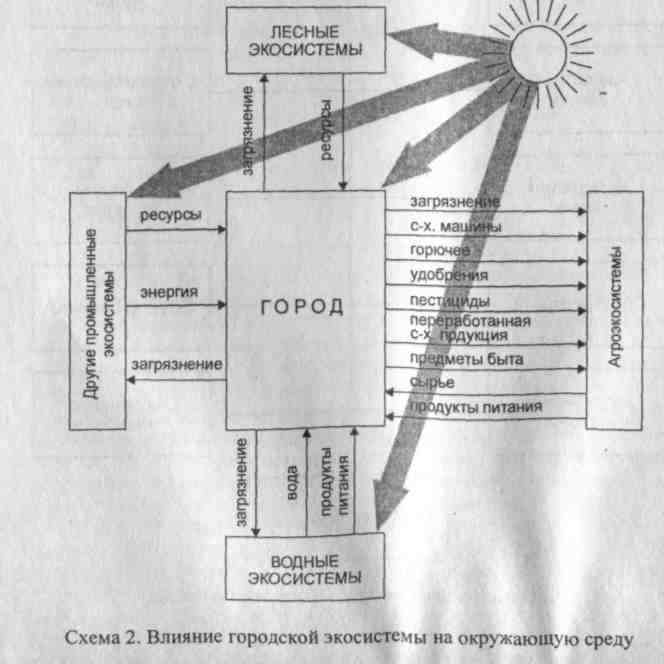 ЛЕСНЫЕ
ЭКОСИСТЕМЫ
загрязнение
ресурсы
Другие промышленные
экосистемы
ресурсы
энергия
загрязнение
ГОРОД
загрязнение
с-х. машины
горючее
удобрения
пестициды
переработанная
с-х. прдукция
предметы быта
сырье
продукты питания
Агроэкосистемы
загрязнение
вода
продукты
питания
ВОДНЫЕ
ЭКОСИСТЕМЫ
Схема 2. Влияние городской экосистемы на окружающую среду